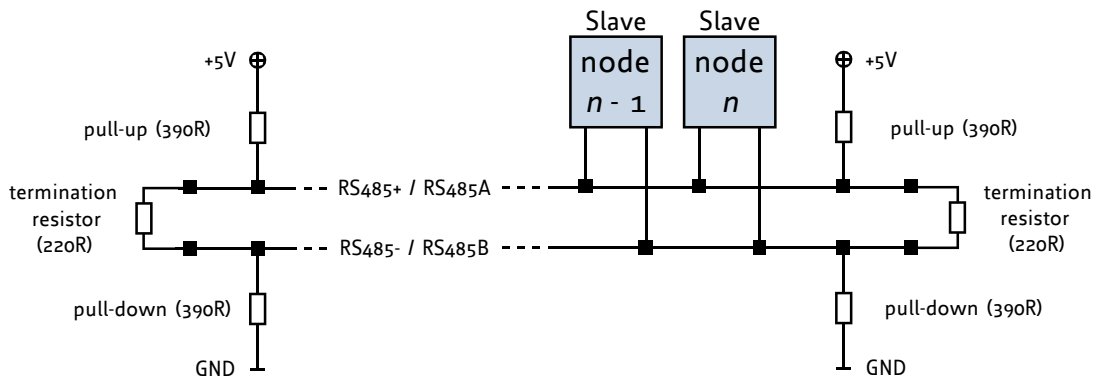 Slave
Slave
node
n - 1
node
n
+5V
+5V
pull-up (390R)
pull-up (390R)
RS485+ / RS485A
termination
resistor
(220R)
termination
resistor
(220R)
RS485- / RS485B
pull-down (390R)
pull-down (390R)
GND
GND